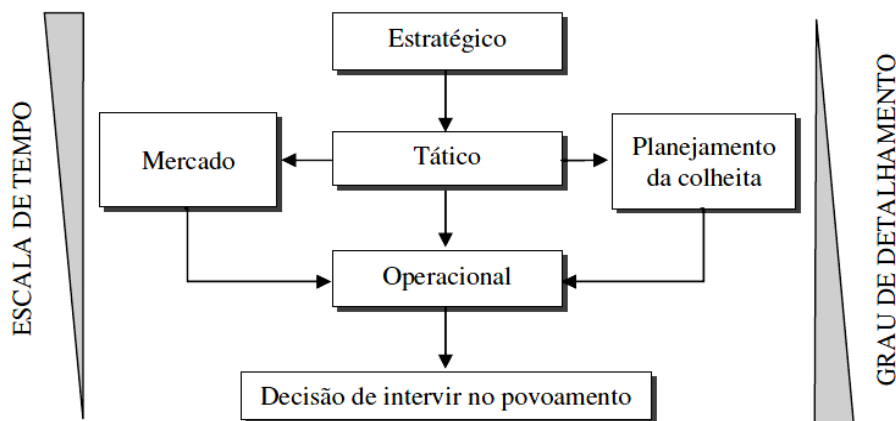 Estratégico
ESCALA DE TEMPO
Mercado
Tático
Planejamento
da colheita
GRAU DE DETALHAMENTO
Operacional
Decisão de intervir no povoamento